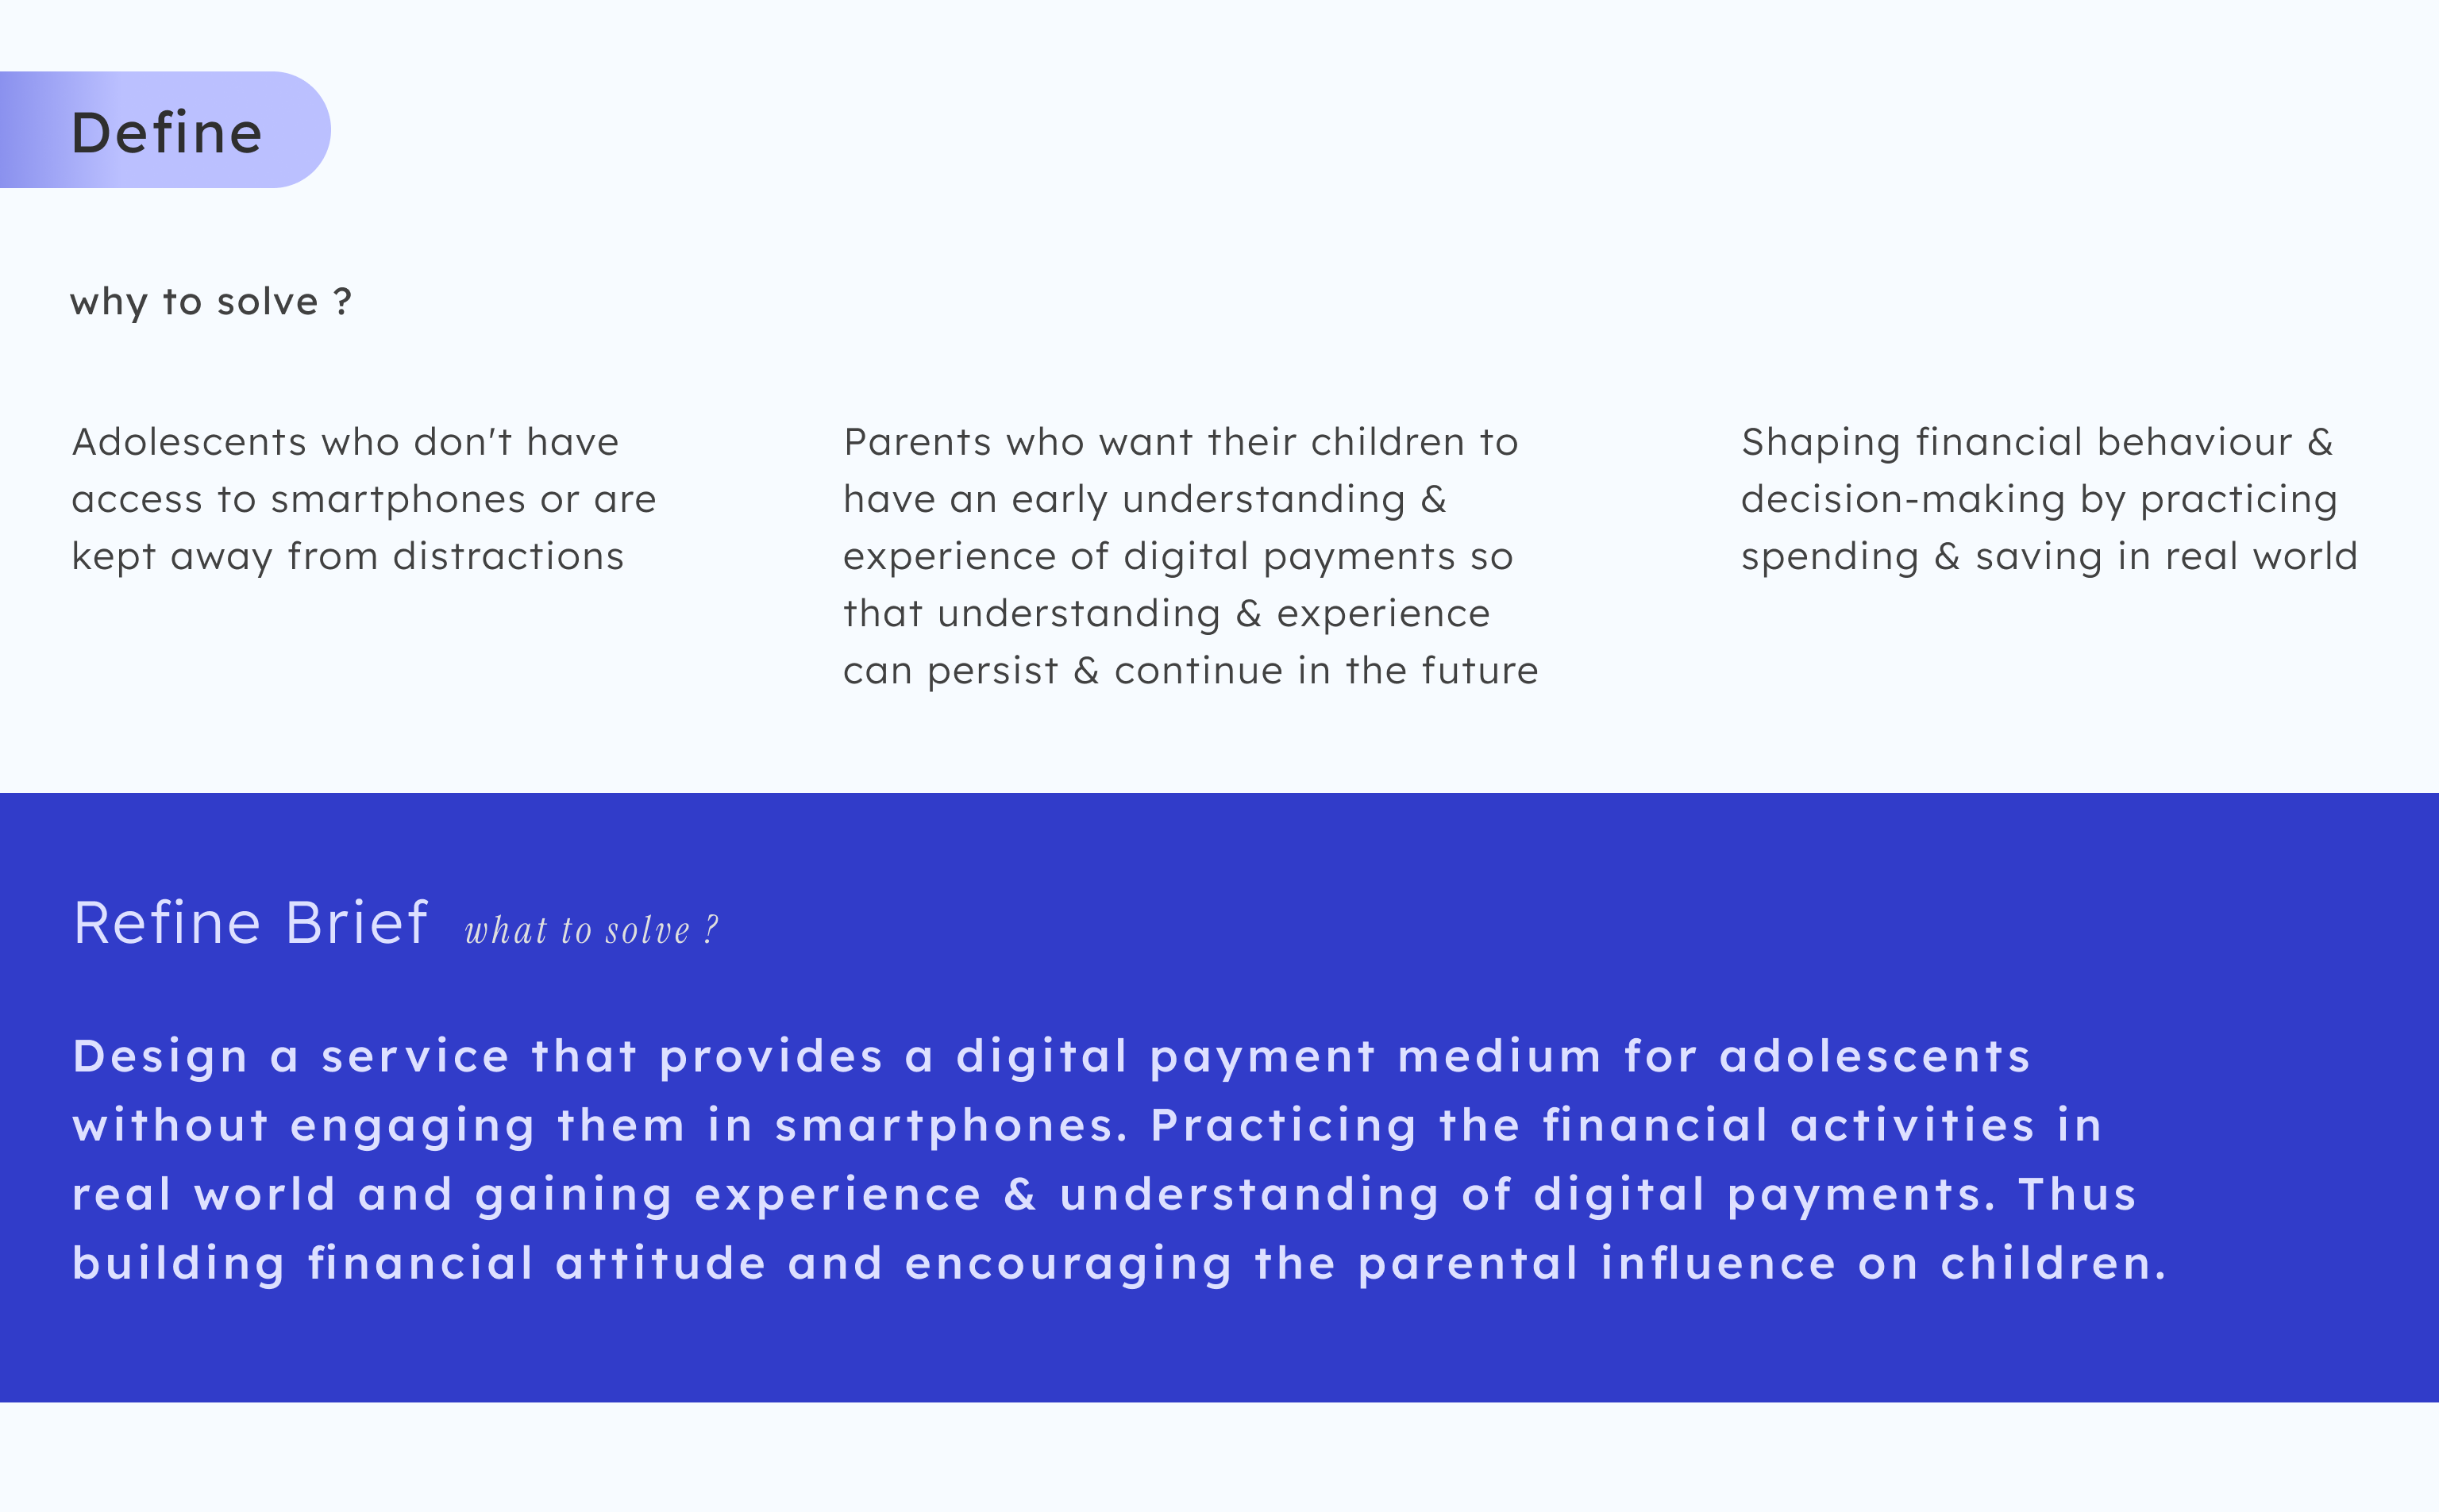 Define
why to solve ?
Adolescents who don't have
access to smartphones or are
kept away from distractions
Parents who want their children to
have an early understanding &
experience of digital payments so
that understanding & experience
can persist & continue in the future
Shaping financial behaviour &
decision-making by practicing
spending & saving in real world
Refine Brief what to solve ?
Design a service that provides a digital payment medium for adolescents
without engaging them in smartphones. Practicing the financial activities in
real world and gaining experience & understanding of digital payments. Thus
building financial attitude and encouraging the parental influence on children.